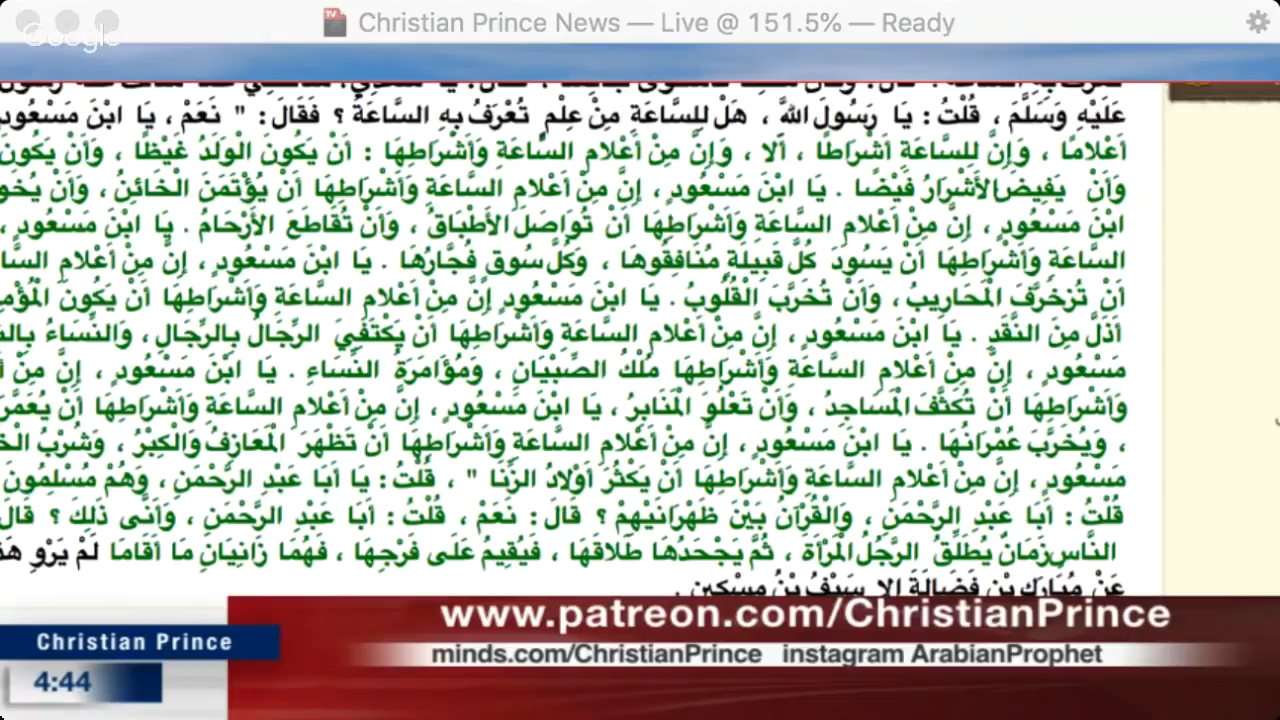 Christian Prince News — Live @ 151.5% — Ready
Google
عَلَيْهِ وَسَلَّمَ ، قُلْتُ : يَا رَسُولَ اللَّهِ ، هَلْ لِلسَّاعَةِ مِنْ عِلْمٍ تُعْرَفُ بِهِ السَّاعَةُ ؟ فَقَالَ : " نَعَمْ ، يَا ابْنَ مَسْعُودٍ
أَعْلَامًا ، وَإِنَّ لِلسَّاعَةِ أَشْرَاطًا ، أَلَا ، وَإِنَّ مِنْ أَعْلَامِ السَّاعَةِ وَأَشْرَاطِهَا : أَنْ يَكُونَ الْوَلَدُ غَيْظًا ، وَأَنْ يَكُونَ
وَأَنْ يَفِيضَ الأَشْرَارُ فَيْضًا . يَا ابْنَ مَسْعُودٍ ، إِنَّ مِنْ أَعْلَامِ السَّاعَةِ وَأَشْرَاطِهَا أَنْ يُؤْتَمَنَ الْخَائِنُ ، وَأَنْ
ابْنَ مَسْعُودٍ ، إِنَّ مِنْ أَعْلَامِ السَّاعَةِ وَأَشْرَاطِهَا أَنْ تُوَاصَلَ الأَطْبَاقُ ، وَأَنْ تَقَاطَعَ الأَرْحَامُ . يَا ابْنَ مَسْعُودٍ ،
السَّاعَةِ وَأَشْرَاطِهَا أَنْ يَسُودَ كُلَّ قَبِيلَةٍ مُنَافِقُوهَا ، وَكُلَّ سُوقٍ فُجَّارُهَا . يَا ابْنَ مَسْعُودٍ ، إِنَّ مِنْ أَعْلَامِ
أَنْ تُزَخْرَفَ الْمَحَارِيبُ ، وَأَنْ تُخَرَّبَ الْقُلُوبُ . يَا ابْنَ مَسْعُودٍ إِنَّ مِنْ أَعْلَامِ السَّاعَةِ وَأَشْرَاطِهَا أَنْ يَكُونَ
أَذَلَّ مِنَ النَّقَدِ . يَا ابْنَ مَسْعُودٍ ، إِنَّ مِنْ أَعْلَامِ السَّاعَةِ وَأَشْرَاطِهَا أَنْ يَكْتَفِيَ الرِّجَالُ بِالرِّجَالِ ، وَالنِّسَاءُ
مَسْعُودٍ ، إِنَّ مِنْ أَعْلَامِ السَّاعَةِ وَأَشْرَاطِهَا مُلْكُ الصِّبْيَانِ ، وَمُؤَامَرَةُ النِّسَاءِ . يَا ابْنَ مَسْعُودٍ ، إِنَّ مِنْ
وَأَشْرَاطِهَا أَنْ تُكَثَّفَ الْمَسَاجِدُ ، وَأَنْ تَعْلُوَ الْمَنَابِرُ ، يَا ابْنَ مَسْعُودٍ ، إِنَّ مِنْ أَعْلَامِ السَّاعَةِ وَأَشْرَاطِهَا أَنْ يُعَمَّرَ
، وَيُخَرَّبَ عُمْرَانُهَا . يَا ابْنَ مَسْعُودٍ ، إِنَّ مِنْ أَعْلَامِ السَّاعَةِ وَأَشْرَاطِهَا أَنْ تَظْهَرَ الْمَعَازِفُ وَالْكِبْرُ ، وَشُرْبُ
مَسْعُودٍ ، إِنَّ مِنْ أَعْلَامِ السَّاعَةِ وَأَشْرَاطِهَا أَنْ يَكْثُرَ أَوْلَادُ الزِّنَا " ، قُلْتُ : يَا أَبَا عَبْدِ الرَّحْمَنِ ، وَهُمْ مُسْلِمُونَ
قُلْتُ : أَبَا عَبْدِ الرَّحْمَنِ ، وَالْقُرْآنُ بَيْنَ ظَهْرَانَيْهِمْ ؟ قَالَ : نَعَمْ ، قُلْتُ : أَبَا عَبْدِ الرَّحْمَنِ ، وَأَنَّى ذَلِكَ ؟ قَالَ
النَّاسِ زَمَانٌ يُطَلِّقُ الرَّجُلُ الْمَرْأَةَ ، ثُمَّ يَجْحَدُهَا طَلَاقَهَا ، فَيُقِيمُ عَلَى فَرْجِهَا ، فَهُمَا زَانِيَانِ مَا أَقَامَا لَمْ يَرْوِ
عَنْ مُبَارَكِ بْنِ فَضَالَةَ إِلا سَيْفُ بْنُ مِسْكِينٍ .
www.patreon.com/ChristianPrince
Christian Prince
minds.com/ChristianPrince instagram ArabianProphet
4:44